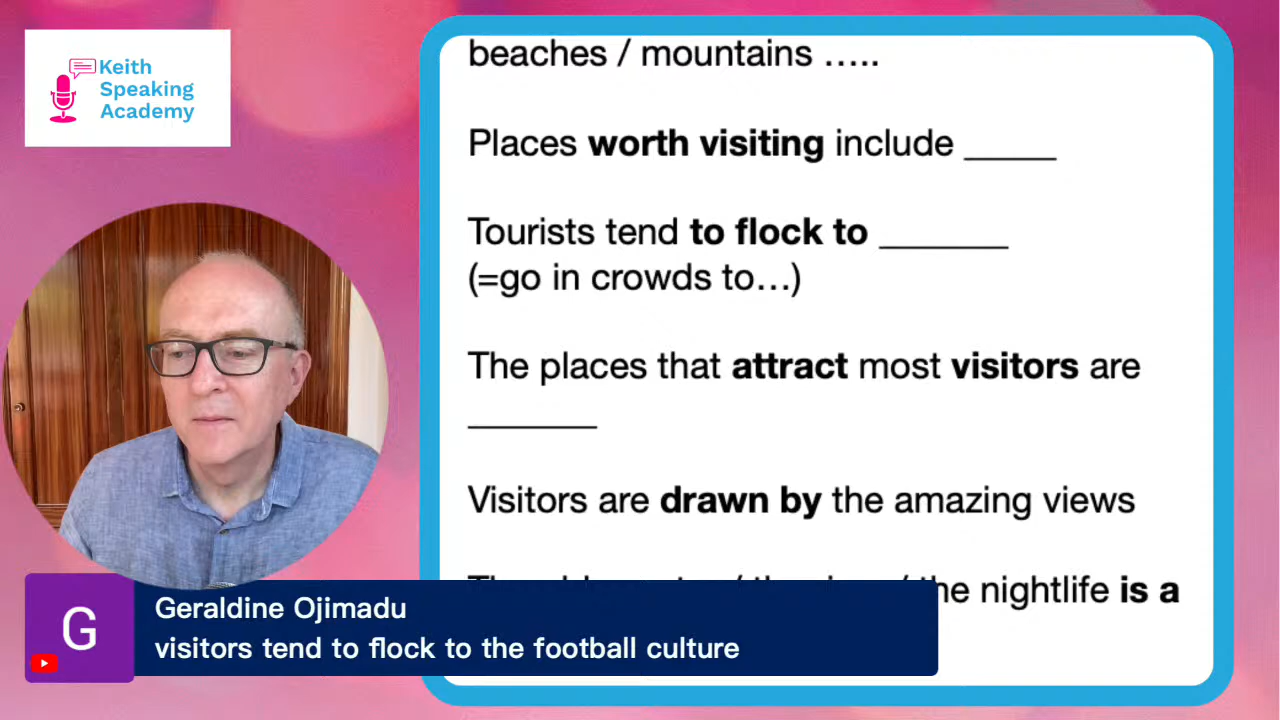 Keith
Speaking
Academy
beaches / mountains …..
Places worth visiting include _____
Tourists tend to flock to _______
(=go in crowds to…)
The places that attract most visitors are
_______
Visitors are drawn by the amazing views
the nightlife is a
G
Geraldine Ojimadu
visitors tend to flock to the football culture